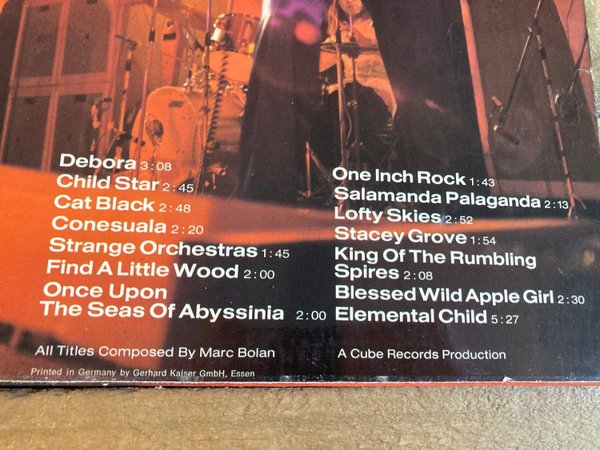 Debora 3:08
Child Star 2:45
Cat Black 2:48
Conesuala 2:20
Strange Orchestras 1:45
Find A Little Wood 2:00
Once Upon
The Seas Of Abyssinia 2:00
One Inch Rock 1:43
Salamanda Palaganda 2:13
Lofty Skies 2:52
Stacey Grove 1:54
King Of The Rumbling
Spires 2:08
Blessed Wild Apple Girl 2:30
Elemental Child 5:27
All Titles Composed By Marc Bolan
A Cube Records Production
Printed in Germany by Gerhard Kaiser GmbH, Essen